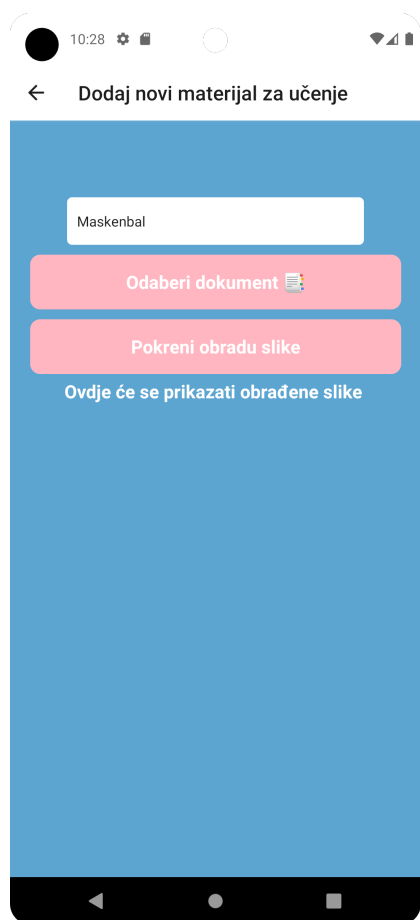 10:28
Dodaj novi materijal za učenje
Maskenbal
Odaberi dokument 📑
Pokreni obradu slike
Ovdje će se prikazati obrađene slike